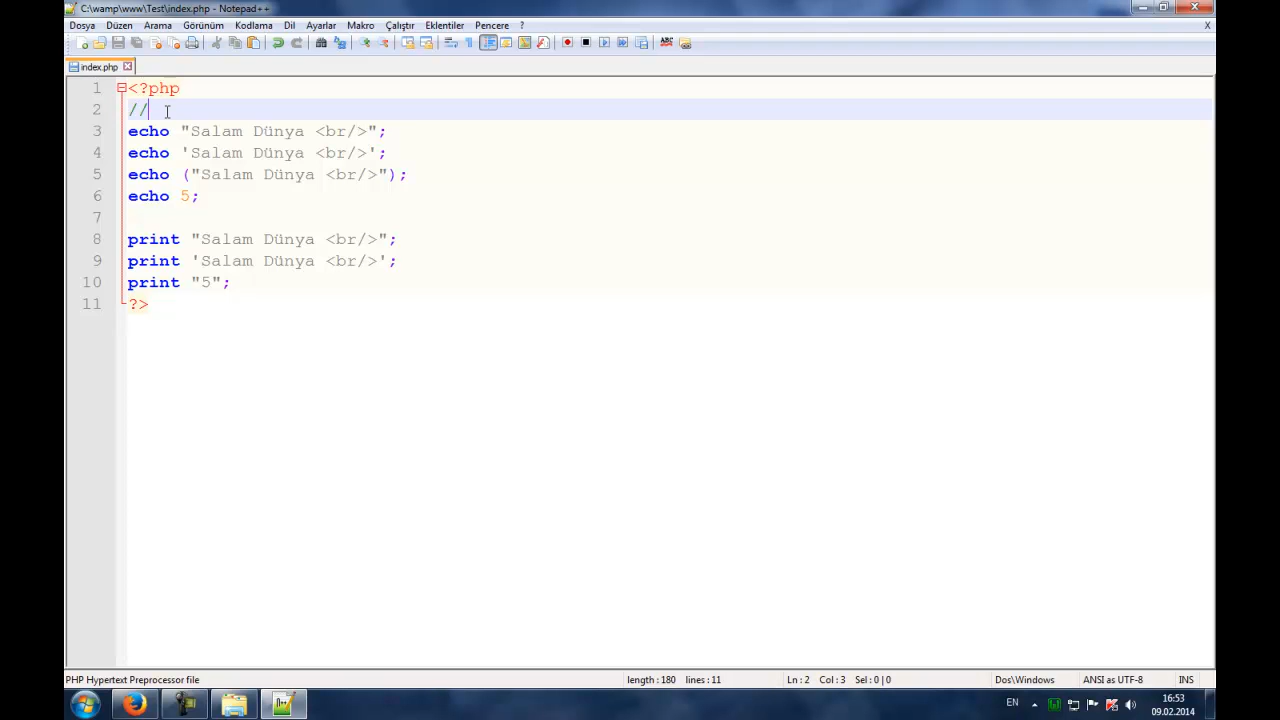 C:\wamp\www\Test\index.php - Notepad++
Dosya Düzen Arama Görünüm Kodlama Dil Ayarlar Makro Çalıştır Eklentiler Pencere ? X
index.php
1 <?php
2 //
3 echo "Salam Dünya <br/>";
4 echo 'Salam Dünya <br/>';
5 echo ("Salam Dünya <br/>");
6 echo 5;
7
8 print "Salam Dünya <br/>";
9 print 'Salam Dünya <br/>';
10 print "5";
11 ?>
PHP Hypertext Preprocessor file length : 180 lines : 11 Ln : 2 Col : 3 Sel : 0 | 0 Dos\Windows ANSI as UTF-8 INS
EN 16:53
09.02.2014